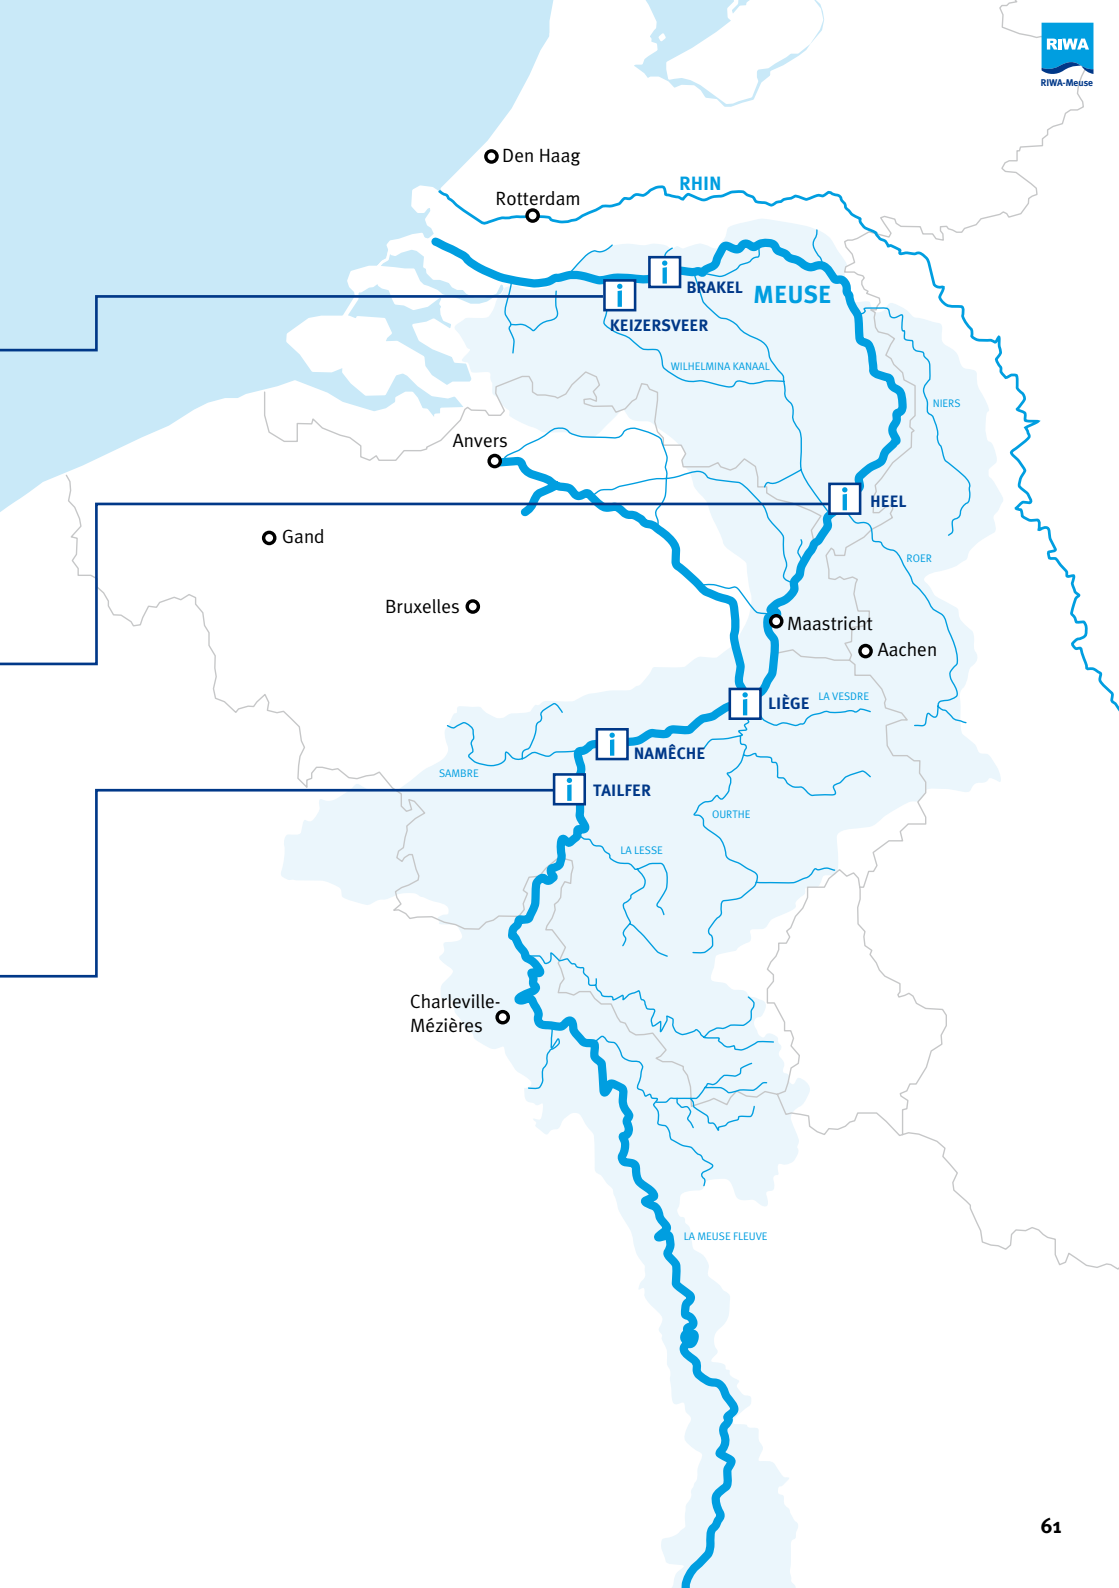 RIWA
RIWA-Meuse
Den Haag
RHIN
Rotterdam
i
BRAKEL
MEUSE
i
KEIZERSVEER
WILHELMINA KANAAL
NIERS
Anvers
i
HEEL
Gand
ROER
Bruxelles
Maastricht
Aachen
i
LIÈGE
LA VESDRE
i
NAMÊCHE
SAMBRE
i
TAILFER
OURTHE
LA LESSE
Charleville-
Mézières
LA MEUSE FLEUVE
61